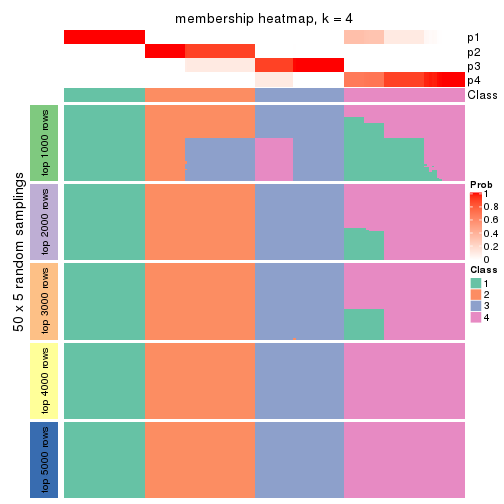 membership heatmap, k = 4
p1
p2
p3
p4
Class
50 x 5 random samplings
top 1000 rows
top 2000 rows
top 3000 rows
top 4000 rows
top 5000 rows
Prob
1
0.8
0.6
0.4
0.2
0
Class
1
2
3
4